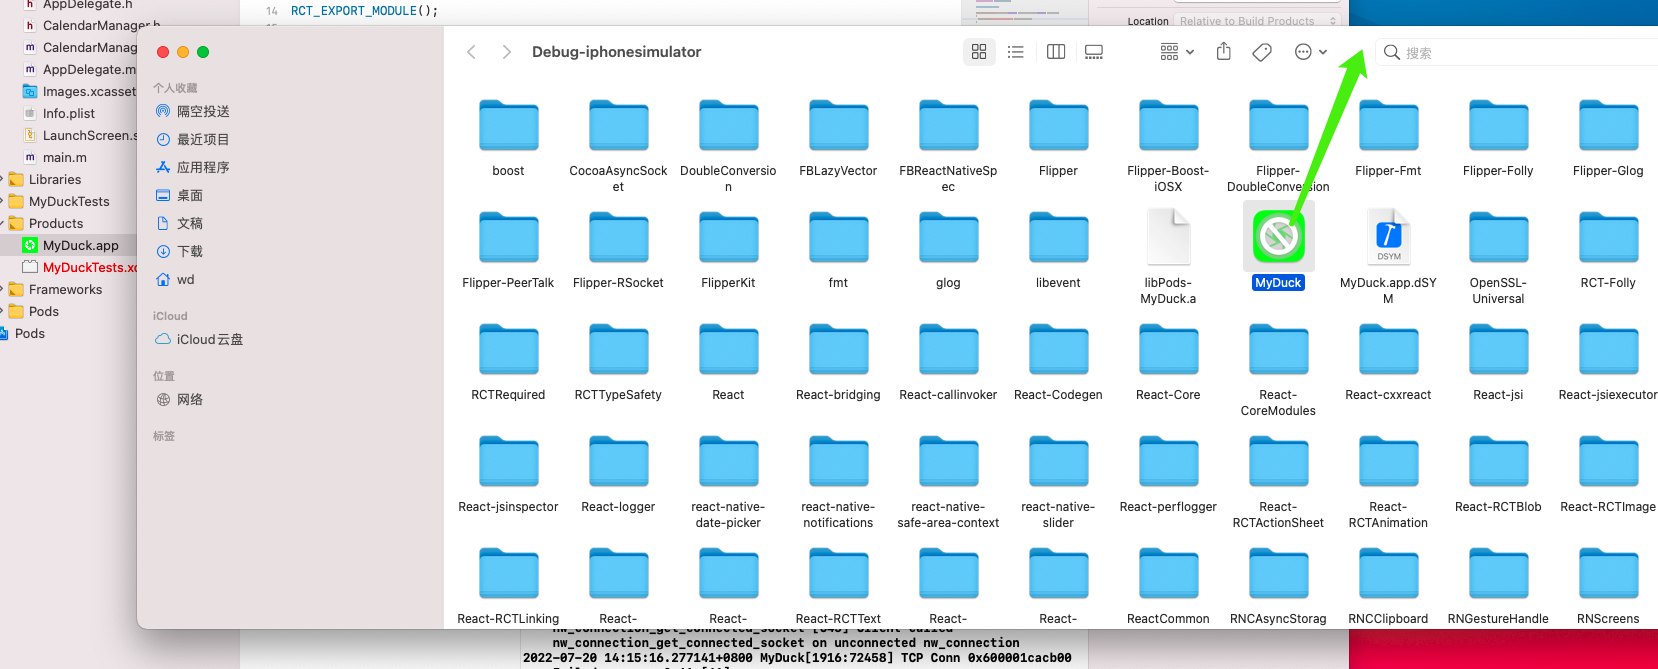 AppDelegate.h
14 RCT_EXPORT_MODULE();
15
Location Relative to Build Products
CalendarManager.h
CalendarManag
AppDelegate.m
Images.xcasset
Info.plist
LaunchScreen.s
main.m
Libraries
MyDuckTests
Products
MyDuck.app
MyDuckTests.xc
Frameworks
Pods
Pods
个人收藏
隔空投送
最近项目
应用程序
桌面
文稿
下载
wd
iCloud
iCloud云盘
位置
网络
标签
Debug-iphonesimulator
搜索
boost
CocoaAsyncSock
et
DoubleConversio
n
FBLazyVector
FBReactNativeSp
ec
Flipper
Flipper-Boost-
iOSX
Flipper-
DoubleConversion
Flipper-Fmt
Flipper-Folly
Flipper-Glog
Flipper-PeerTalk
Flipper-RSocket
FlipperKit
fmt
glog
libevent
libPods-
MyDuck.a
MyDuck
DSYM
MyDuck.app.dSY
M
OpenSSL-
Universal
RCT-Folly
RCTRequired
RCTTypeSafety
React
React-bridging
React-callinvoker
React-Codegen
React-Core
React-
CoreModules
React-cxxreact
React-jsi
React-jsiexecutor
React-jsinspector
React-logger
react-native-
date-picker
react-native-
notifications
react-native-
safe-area-context
react-native-
slider
React-perflogger
React-
RCTActionSheet
React-
RCTAnimation
React-RCTBlob
React-RCTImage
React-RCTLinking
React-
React-
React-RCTText
React-
React-
ReactCommon
RNCAsyncStorag
RNCClipboard
RNGestureHandle
RNScreens
nw_connection_get_connected_socket
nw_connection_get_connected_socket on unconnected nw_connection
2022-07-20 14:15:16.277141+0800 MyDuck[1916:72458] TCP Conn 0x600001cacb00